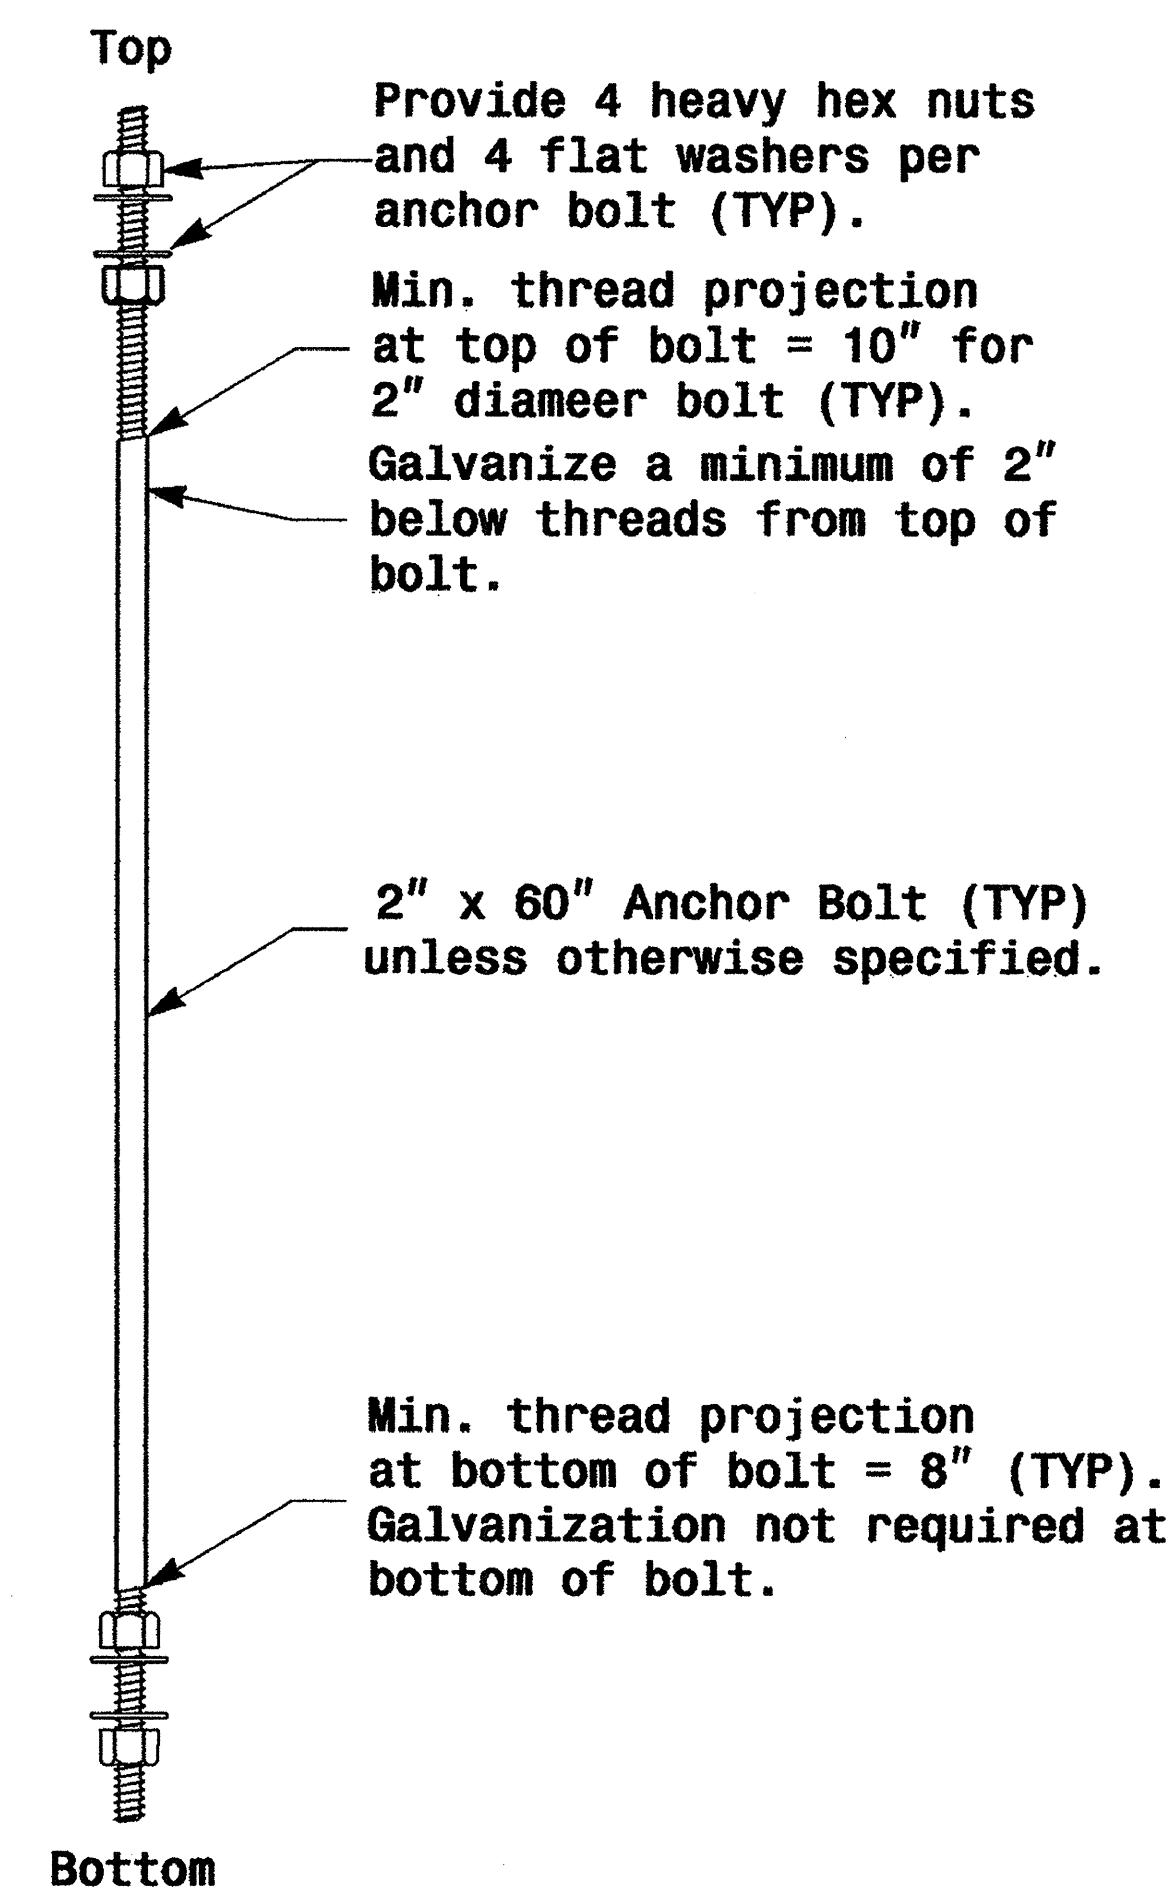 Top
Provide 4 heavy hex nuts
and 4 flat washers per
anchor bolt (TYP).
Min. thread projection
at top of bolt = 10" for
2" diameer bolt (TYP).
Galvanize a minimum of 2"
below threads from top of
bolt.
2" x 60" Anchor Bolt (TYP)
unless otherwise specified.
Min. thread projection
at bottom of bolt = 8" (TYP).
Galvanization not required at
bottom of bolt.
Bottom